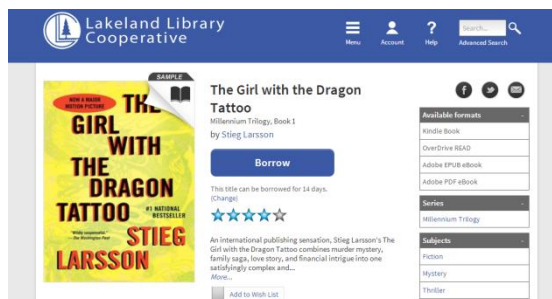 Lakeland Library
Cooperative
Menu
Account
?
Help
Search...
Advanced Search
SAMPLE
NOW A MAJOR
MOTION PICTURE
THE
GIRL
WITH
THE
DRAGON
TATTOO
#1 NATIONAL
BESTSELLER
"Wildly suspenseful."
—The Washington Post
STIEG
LARSSON
The Girl with the Dragon
Tattoo
Millennium Trilogy, Book 1
by Stieg Larsson
Borrow
This title can be borrowed for 14 days.
(Change)
An international publishing sensation, Stieg Larsson's The
Girl with the Dragon Tattoo combines murder mystery,
family saga, love story, and financial intrigue into one
satisfyingly complex and...
More...
Add to Wish List
Available formats -
Kindle Book
OverDrive READ
Adobe EPUB eBook
Adobe PDF eBook
Series -
Millennium Trilogy
Subjects -
Fiction
Mystery
Thriller